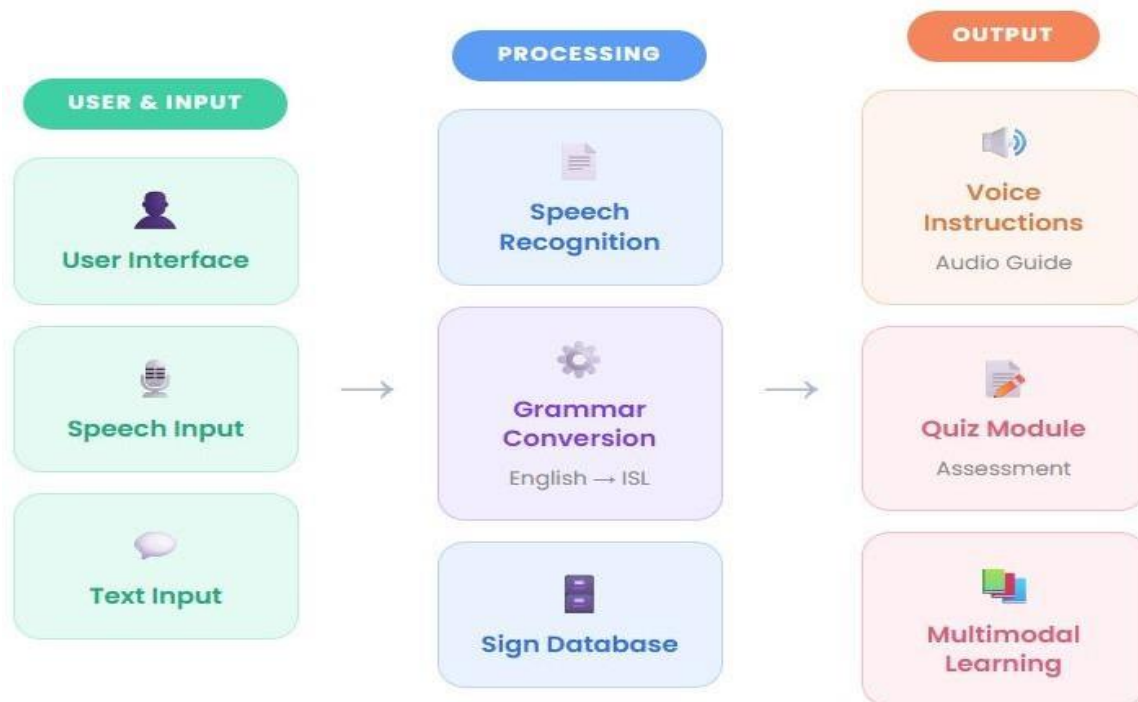 USER & INPUT
User Interface
Speech Input
Text Input
PROCESSING
Speech
Recognition
Grammar
Conversion
English → ISL
Sign Database
OUTPUT
Voice
Instructions
Audio Guide
Quiz Module
Assessment
Multimodal
Learning